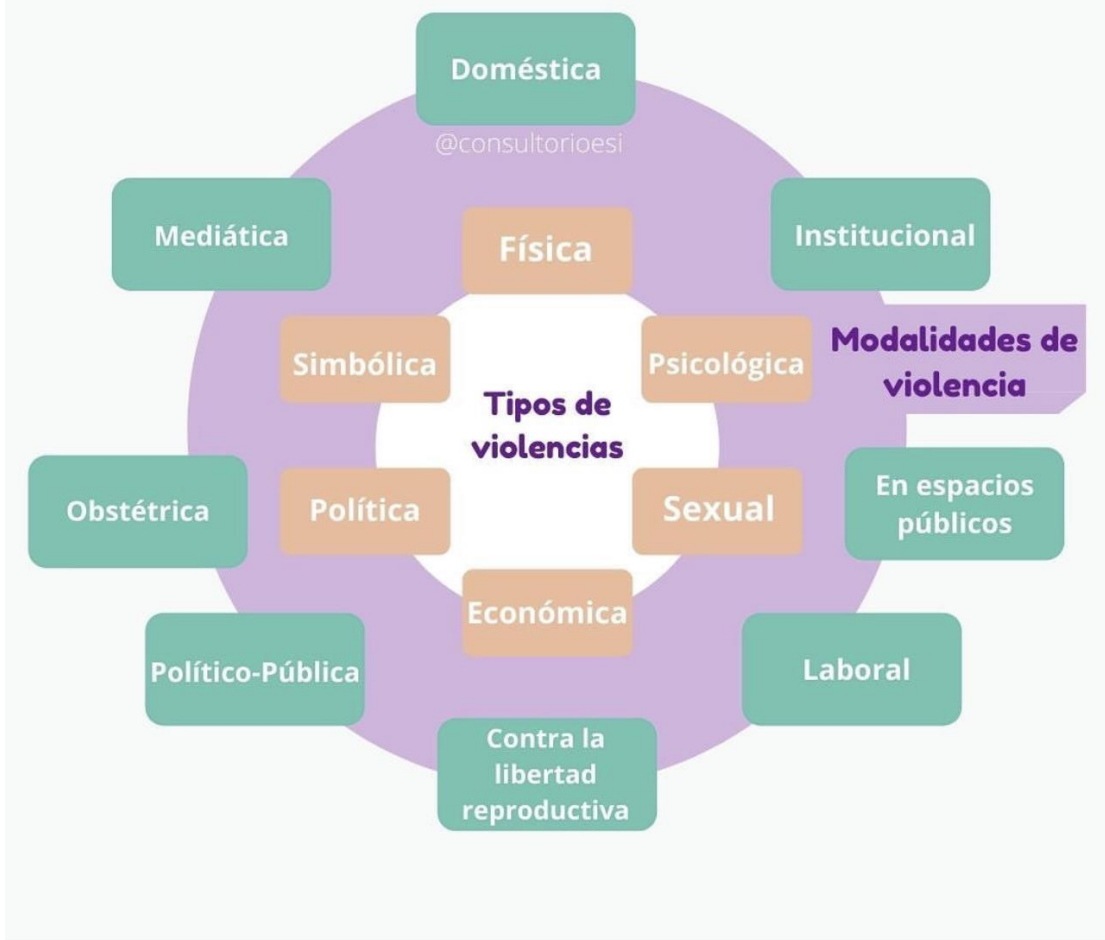 Doméstica
@consultorioesi
Mediática
Institucional
Física
Modalidades de
violencia
Simbólica
Psicológica
Tipos de
violencias
Obstétrica
Política
Sexual
En espacios
públicos
Económica
Político-Pública
Laboral
Contra la
libertad
reproductiva